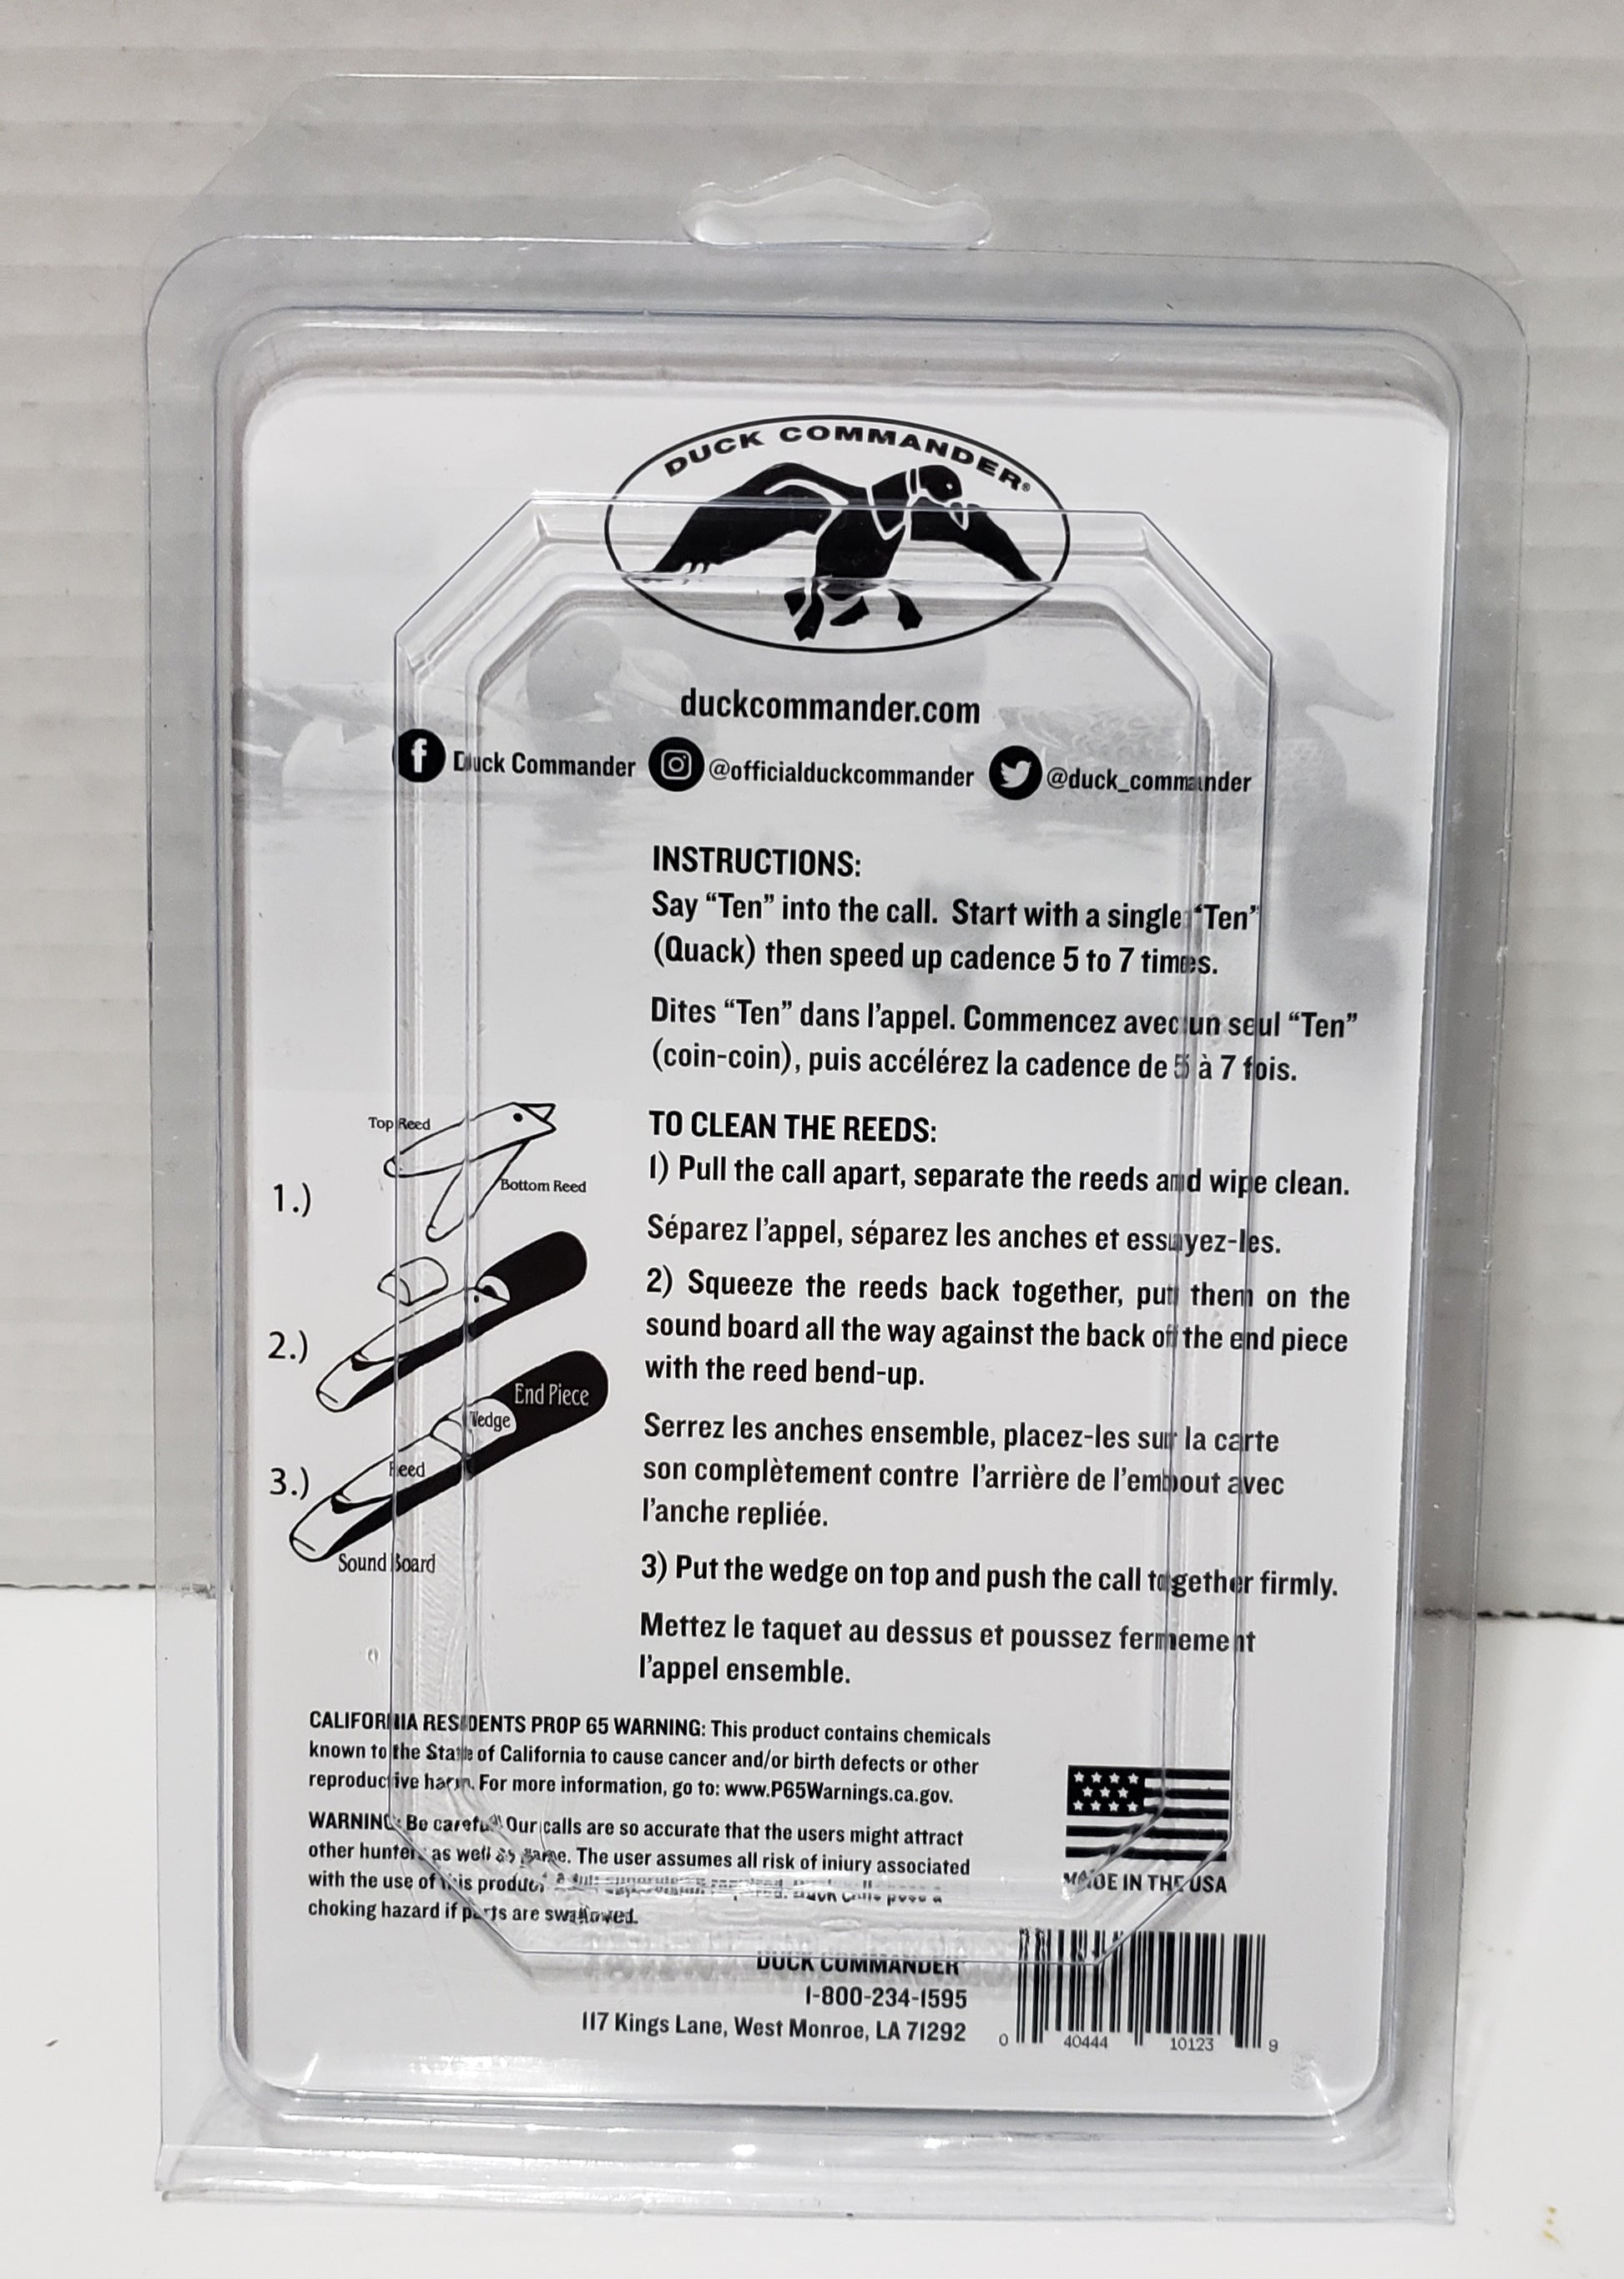 DUCK COMMANDER®
duckcommander.com
Duck Commander @officialduckcommander @duck_commander
INSTRUCTIONS:
Say “Ten” into the call. Start with a single “Ten”
(Quack) then speed up cadence 5 to 7 times.
Dites “Ten” dans l’appel. Commencez avec un seul “Ten”
(coin-coin), puis accélérez la cadence de 5 à 7 fois.
TO CLEAN THE REEDS:
1) Pull the call apart, separate the reeds and wipe clean.
Séparez l’appel, séparez les anches et essuyez-les.
2) Squeeze the reeds back together, put them on the
sound board all the way against the back of the end piece
with the reed bend-up.
Serrez les anches ensemble, placez-les sur la carte
son complètement contre l’arrière de l’embout avec
l’anche repliée.
3) Put the wedge on top and push the call together firmly.
Mettez le taquet au dessus et poussez fermement
l’appel ensemble.
Top Reed
1.)
Bottom Reed
2.)
End Piece
Wedge
3.)
Reed
Sound Board
CALIFORNIA RESIDENTS PROP 65 WARNING: This product contains chemicals
known to the State of California to cause cancer and/or birth defects or other
reproductive harm. For more information, go to: www.P65Warnings.ca.gov.
WARNING: Be careful! Our calls are so accurate that the users might attract
other hunters as well as game. The user assumes all risk of injury associated
with the use of this product. Adult supervision is required. Duck calls pose a
choking hazard if parts are swallowed.
MADE IN THE USA
DUCK COMMANDER
1-800-234-1595
117 Kings Lane, West Monroe, LA 71292
0 40444 10123 9